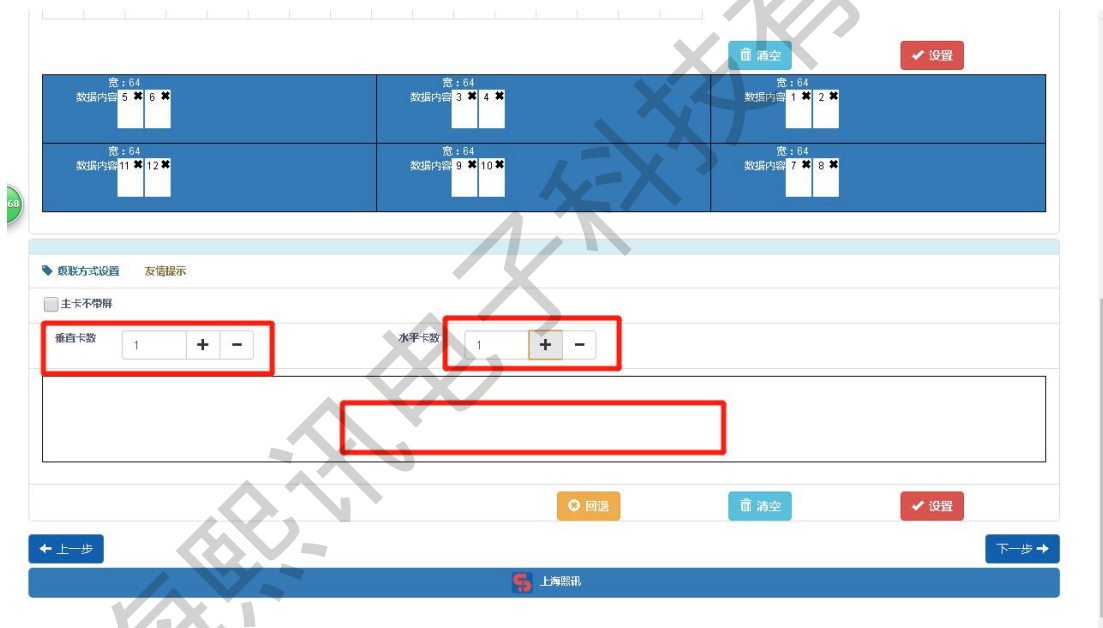 清空 设置
宽：64 宽：64 宽：64
数据内容 5 ✖ 6 ✖ 数据内容 3 ✖ 4 ✖ 数据内容 1 ✖ 2 ✖
宽：64 宽：64 宽：64
数据内容 11 ✖ 12 ✖ 数据内容 9 ✖ 10 ✖ 数据内容 7 ✖ 8 ✖
68
级联方式设置 友情提示
主卡不带屏
垂直卡数 1 + - 水平卡数 1 + -
回退 清空 设置
上一步 下一步
上海熙讯
海熙讯电子科技有